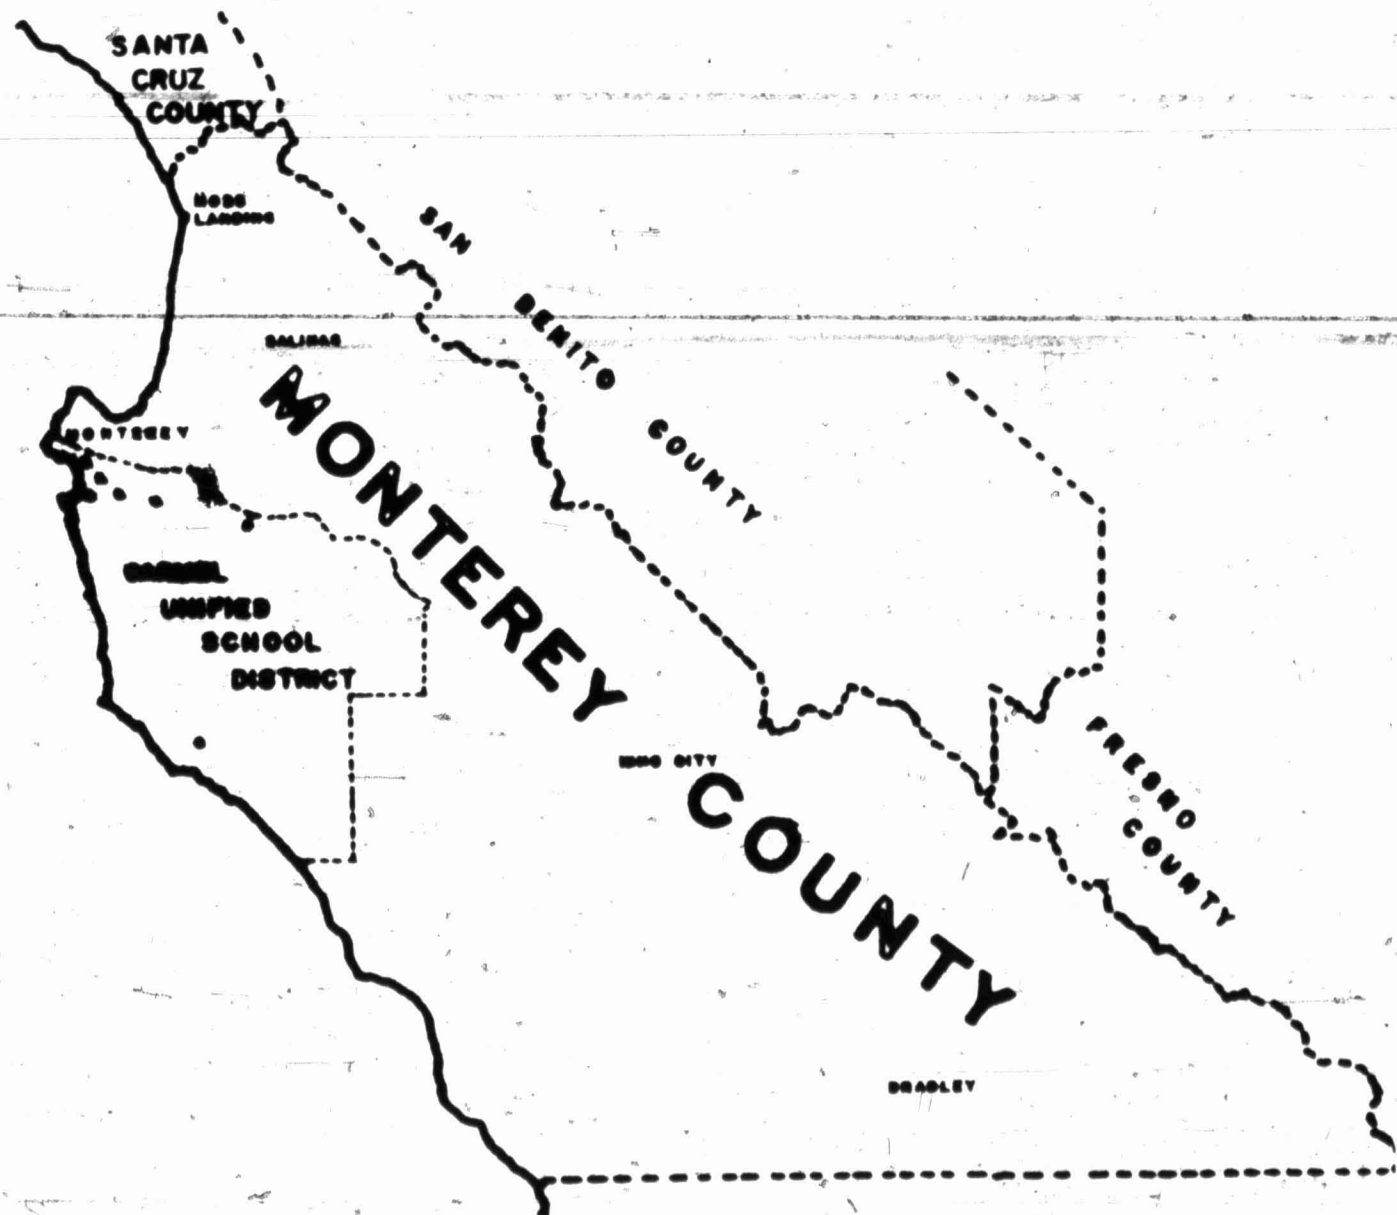 SANTA
CRUZ
COUNTY
MOSS
LANDING
SAN
BENITO
COUNTY
SALINAS
MONTEREY
MONTEREY
COUNTY
CARMEL
UNIFIED
SCHOOL
DISTRICT
KING CITY
FRESNO
COUNTY
BRADLEY